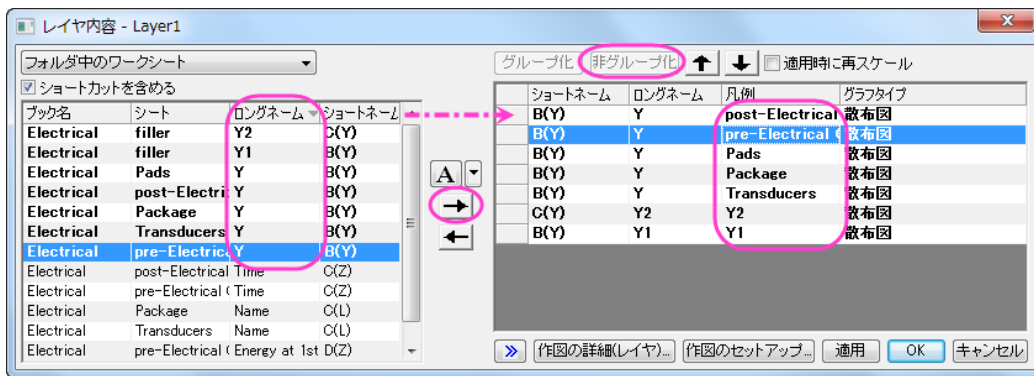 レイヤ内容 - Layer1
フォルダ中のワークシート
ショートカットを含める
ブック名 シート ロングネーム ショートネーム
Electrical filler Y2 C(Y)
Electrical filler Y1 B(Y)
Electrical Pads Y B(Y)
Electrical post-Electric Y B(Y)
Electrical Package Y B(Y)
Electrical Transducers Y B(Y)
Electrical pre-Electrical Y B(Y)
Electrical post-Electrical Time C(Z)
Electrical pre-Electrical ( Time C(Z)
Electrical Package Name C(L)
Electrical Transducers Name C(L)
Electrical pre-Electrical ( Energy at 1st D(Z)
A
グループ化 非グループ化 適用時に再スケール
ショートネーム ロングネーム 凡例 グラフタイプ
B(Y) Y post-Electrical 散布図
B(Y) Y pre-Electrical 散布図
B(Y) Y Pads 散布図
B(Y) Y Package 散布図
B(Y) Y Transducers 散布図
C(Y) Y2 Y2 散布図
B(Y) Y1 Y1 散布図
作図の詳細(レイヤ)... 作図のセットアップ... 適用 OK キャンセル